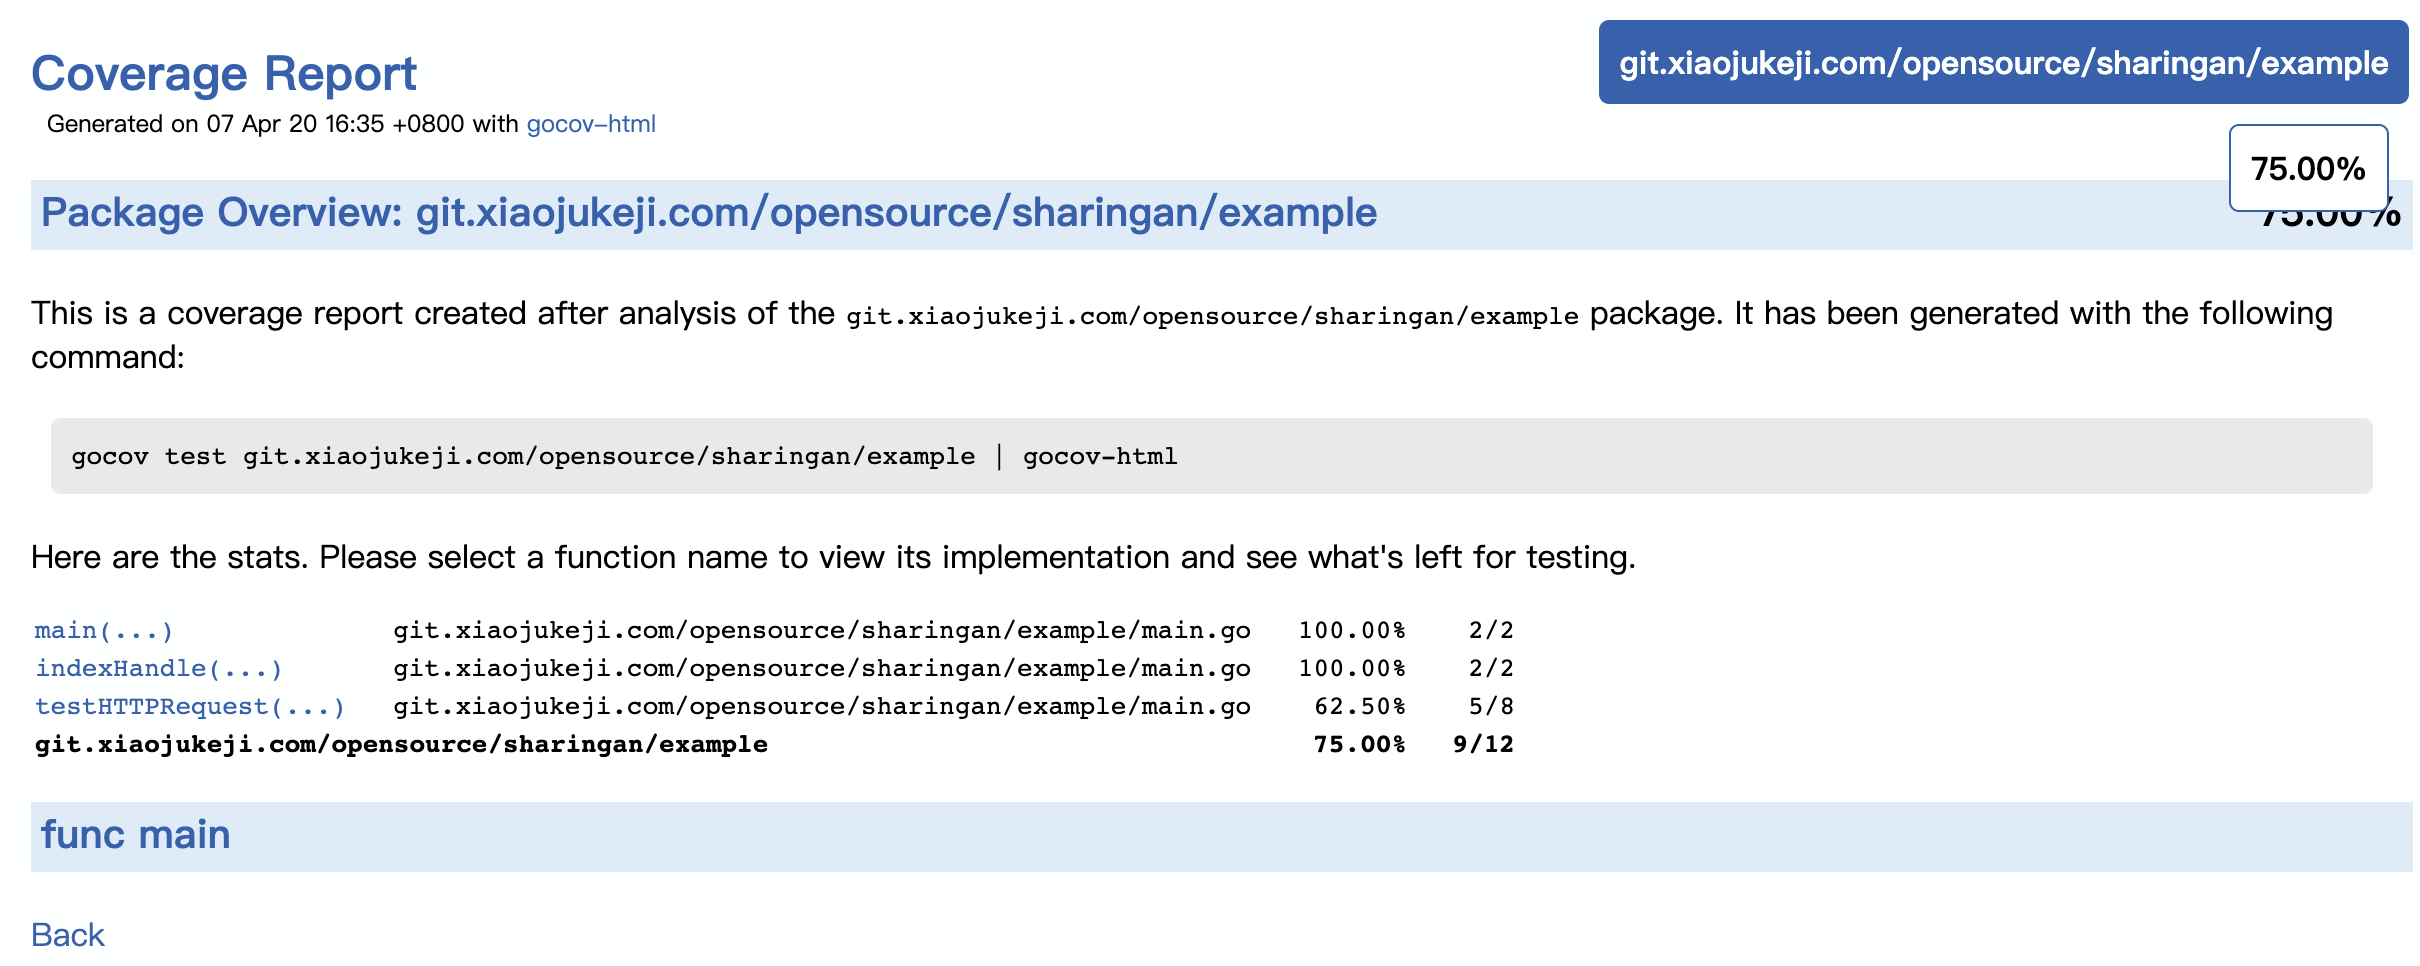 Coverage Report
git.xiaojukeji.com/opensource/sharingan/example
Generated on 07 Apr 20 16:35 +0800 with gocov-html
75.00%
Package Overview: git.xiaojukeji.com/opensource/sharingan/example 75.00%
This is a coverage report created after analysis of the git.xiaojukeji.com/opensource/sharingan/example package. It has been generated with the following
command:
gocov test git.xiaojukeji.com/opensource/sharingan/example | gocov-html
Here are the stats. Please select a function name to view its implementation and see what's left for testing.
main(...) git.xiaojukeji.com/opensource/sharingan/example/main.go 100.00% 2/2
indexHandle(...) git.xiaojukeji.com/opensource/sharingan/example/main.go 100.00% 2/2
testHTTPRequest(...) git.xiaojukeji.com/opensource/sharingan/example/main.go 62.50% 5/8
git.xiaojukeji.com/opensource/sharingan/example 75.00% 9/12
func main
Back